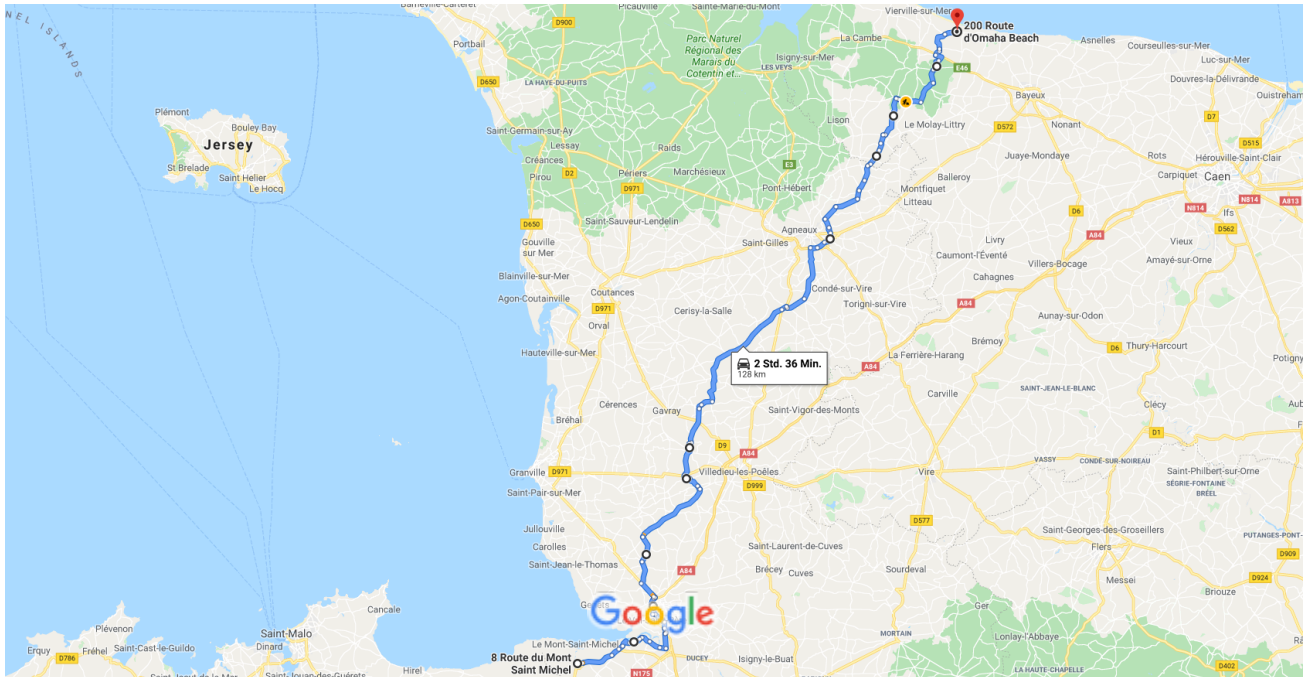 Barneville-Carteret
Picauville
Sainte-Marie-du-Mont
Vierville-sur-Mer
D900
200 Route
d'Omaha Beach
Parc Naturel
Régional des
Marais du
Cotentin et...
La Cambe
Asnelles
Courseulles-sur-Mer
Portbail
Isigny-sur-Mer
LES VEYS
Luc-sur-Mer
E46
D650
LA HAYE-DU-PUITS
Douvres-la-Délivrande
Bayeux
Ouistreham
Plémont
Bouley Bay
Jersey
St Brelade
Saint Helier
Le Hocq
Saint-Germain-sur-Ay
Lison
Le Molay-Littry
D572
Nonant
D7
Lessay
Raids
Créances
Pirou
D2
Périers
Marchésieux
E3
Juaye-Mondaye
Rots
D515
Hérouville-Saint-Clair
Carpiquet
Caen
D971
Pont-Hébert
Balleroy
Montfiquet
Litteau
N814
N814
A813
D650
Saint-Sauveur-Lendelin
D6
Ifs
D562
Gouville
sur Mer
Agneaux
Saint-Gilles
Livry
A84
Vieux
Caumont-l'Éventé
Villers-Bocage
Amayé-sur-Orne
Blainville-sur-Mer
Cahagnes
Agon-Coutainville
Coutances
Condé-sur-Vire
Torigni-sur-Vire
A84
D971
Cerisy-la-Salle
Aunay-sur-Odon
Orval
Brémoy
D6
Thury-Harcourt
Hauteville-sur-Mer
La Ferrière-Harang
Potigny
2 Std. 36 Min.
128 km
A84
Carville
SAINT-JEAN-LE-BLANC
Cérences
Gavray
Saint-Vigor-des-Monts
Clécy
Bréhal
D1
D9
A84
VASSY
CONDÉ-SUR-NOIREAU
Granville
D971
Villedieu-les-Poêles
Vire
Saint-Philbert-sur-Orne
SÉGRIE-FONTAINE
BRÉEL
D999
Saint-Pair-sur-Mer
D577
Jullouville
Saint-Georges-des-Groseillers
PUTANGES-PONT-
Carolles
Saint-Laurent-de-Cuves
Flers
D909
Saint-Jean-le-Thomas
A84
Brécey
Cuves
Sourdeval
Messei
D924
Briouze
Google
Cancale
Ger
Plévenon
Saint-Malo
MORTAIN
Lonlay-l'Abbaye
Saint-Cast-le-Guildo
Dinard
Le Mont-Saint-Michel
Erquy
D786
Fréhel
8 Route du Mont
Saint Michel
DUCEY
Isigny-le-Buat
Hirel
N175
LA HAUTE-CHAPELLE
D402